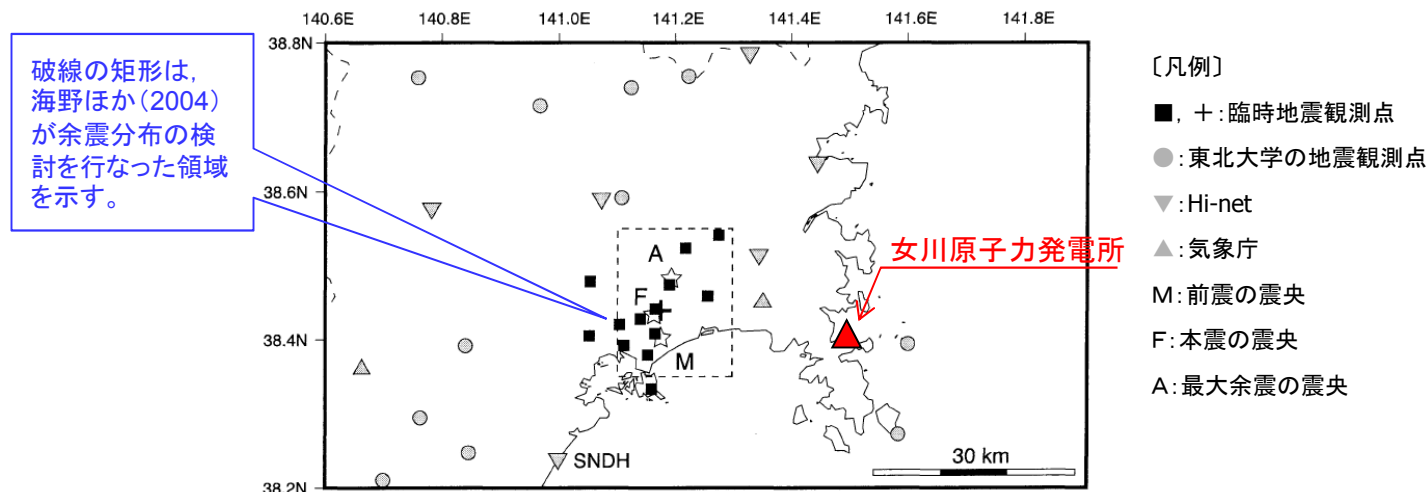 140.6E 140.8E 141.0E 141.2E 141.4E 141.6E 141.8E
38.8N
38.6N
38.4N
38.2N
破線の矩形は，
海野ほか（2004）
が余震分布の検
討を行なった領域
を示す。
A
F
M
女川原子力発電所
SNDH
30 km
〔凡例〕
■，＋：臨時地震観測点
●：東北大学の地震観測点
▼：Hi-net
▲：気象庁
M：前震の震央
F：本震の震央
A：最大余震の震央